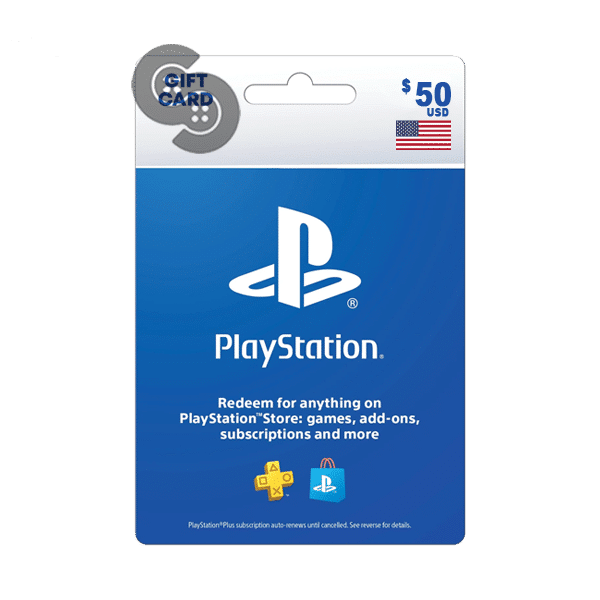 GIFT
CARD
$50
USD
PlayStation®
Redeem for anything on
PlayStation™Store: games, add-ons,
subscriptions and more
PlayStation®Plus subscription auto-renews until cancelled. See reverse for details.